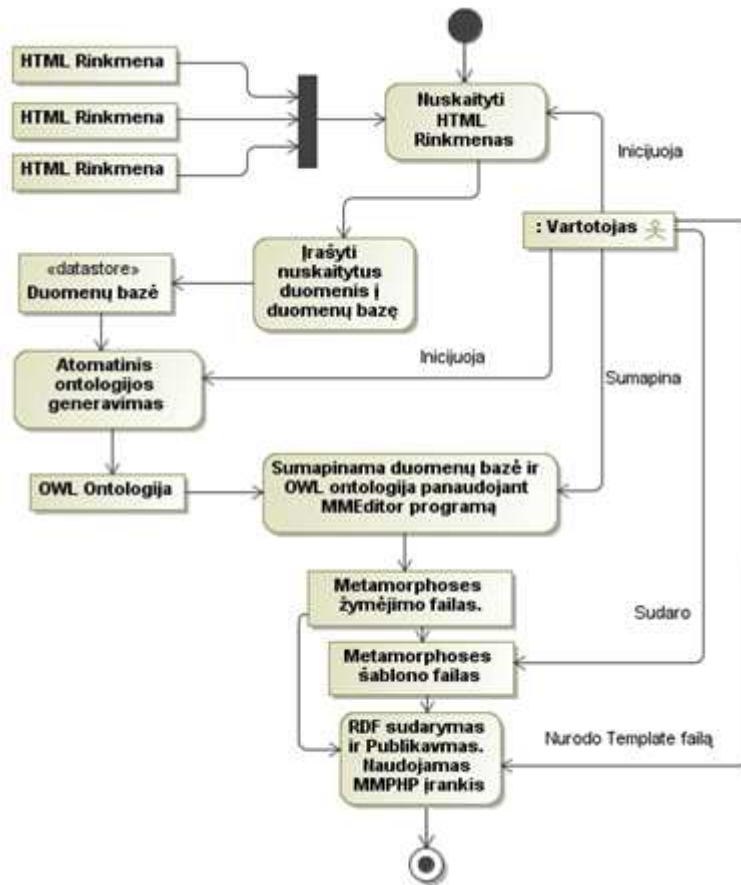 HTML Rinkmena
HTML Rinkmena
HTML Rinkmena
Nuskaityti
HTML
Rinkmenas
Inicijuoja
: Vartotojas
Įrašyti
nuskaitytus
duomenis į
duomenų bazę
«datastore»
Duomenų bazė
Atomatinis
ontologijos
generavimas
Inicijuoja
Sumapina
OWL Ontologija
Sumapinama duomenų bazė ir
OWL ontologija panaudojant
MMEditor programą
Metamorphoses
žymėjimo failas.
Sudaro
Metamorphoses
šablono failas
RDF sudarymas
ir Publikavmas.
Naudojamas
MMPHP įrankis
Nurodo Template failą